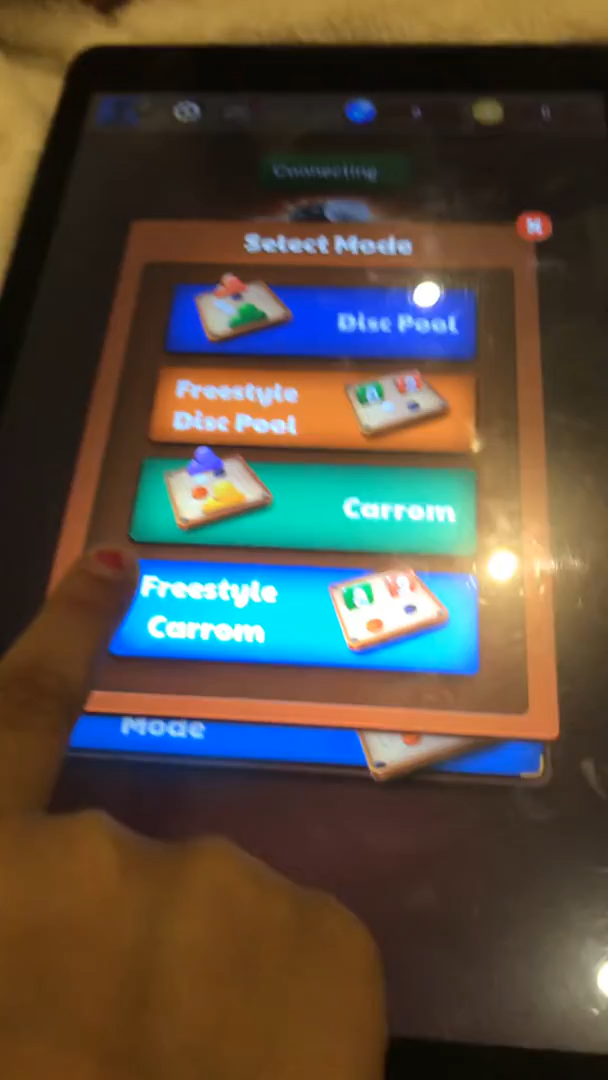 Connecting
Select Mode
Disc Pool
Freestyle
Disc Pool
Carrom
Freestyle
Carrom
Mode